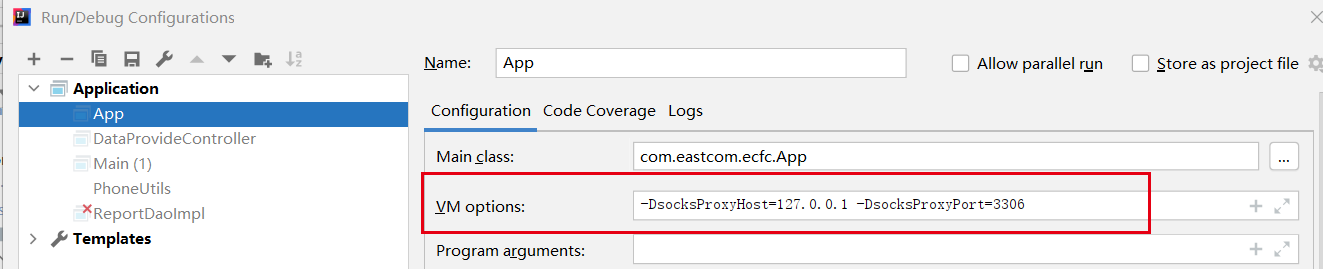 Run/Debug Configurations
Name: App
Allow parallel run
Store as project file
Application
App
DataProvideController
Main (1)
PhoneUtils
ReportDaoImpl
Templates
Configuration Code Coverage Logs
Main class: com.eastcom.ecfc.App ...
VM options: -DsocksProxyHost=127.0.0.1 -DsocksProxyPort=3306
Program arguments: